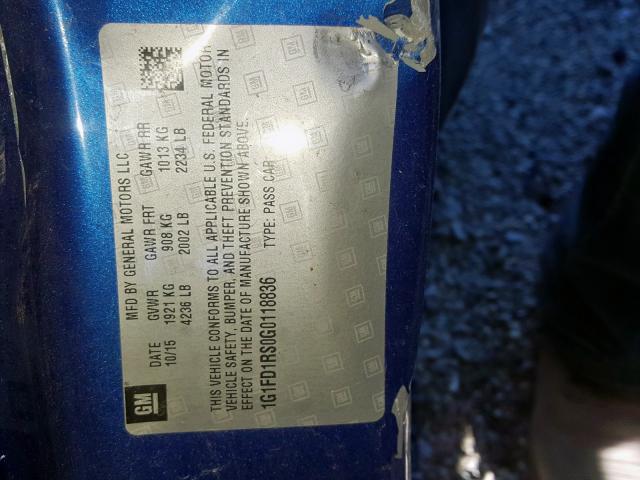 GM
MFD BY GENERAL MOTORS LLC
DATE GVWR GAWR FRT GAWR RR
10/15 1921 KG 908 KG 1013 KG
4236 LB 2002 LB 2234 LB
THIS VEHICLE CONFORMS TO ALL APPLICABLE U.S. FEDERAL MOTOR
VEHICLE SAFETY, BUMPER, AND THEFT PREVENTION STANDARDS IN
EFFECT ON THE DATE OF MANUFACTURE SHOWN ABOVE.
1G1FD1RS0G0118836 TYPE: PASS CAR